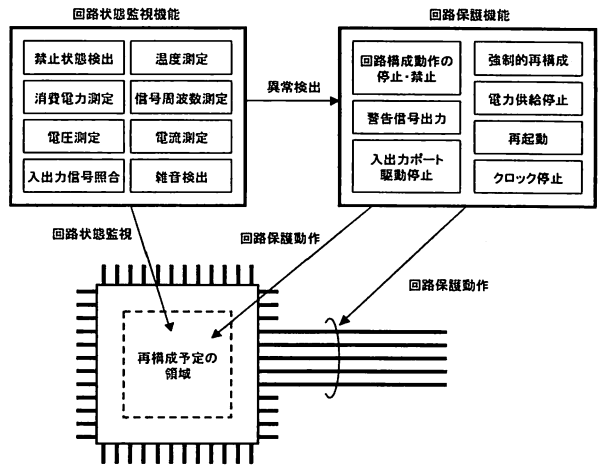 回路状態監視機能
禁止状態検出
温度測定
消費電力測定
信号周波数測定
電圧測定
電流測定
入出力信号照合
雑音検出
異常検出
回路保護機能
回路構成動作の
停止・禁止
強制的再構成
警告信号出力
電力供給停止
入出力ポート
駆動停止
再起動
クロック停止
回路状態監視
回路保護動作
回路保護動作
再構成予定の
領域